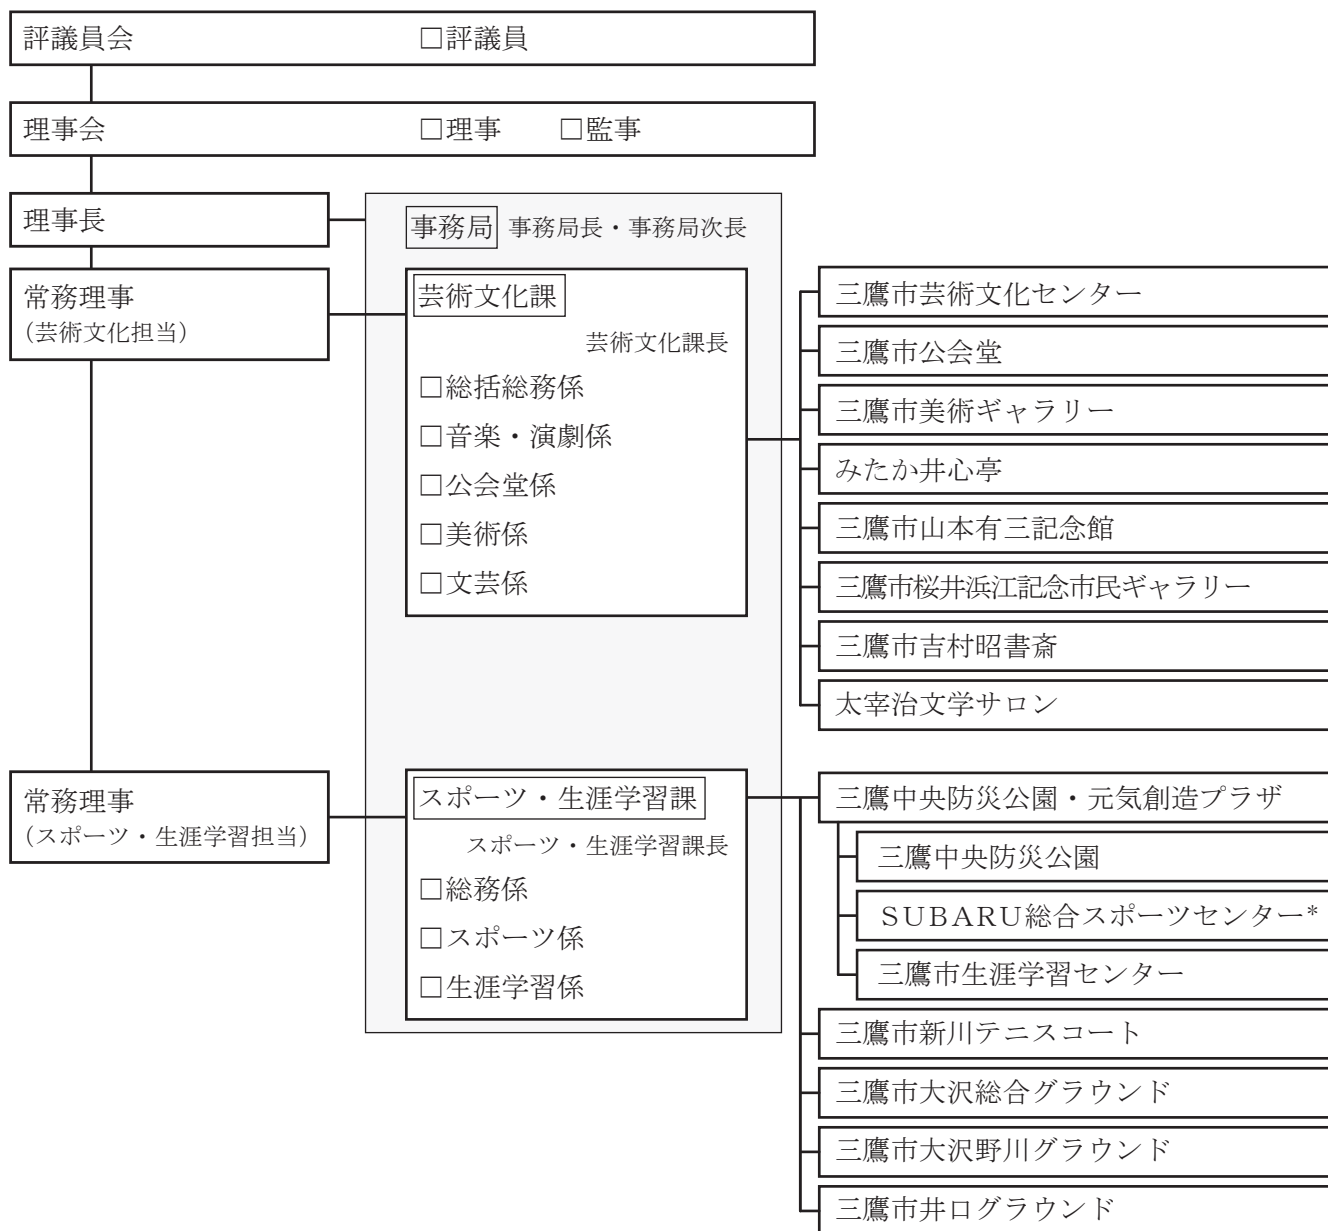 評議員会 □評議員
理事会 □理事 □監事
理事長
事務局 事務局長・事務局次長
常務理事
（芸術文化担当）
芸術文化課
芸術文化課長
□総括総務係
□音楽・演劇係
□公会堂係
□美術係
□文芸係
三鷹市芸術文化センター
三鷹市公会堂
三鷹市美術ギャラリー
みたか井心亭
三鷹市山本有三記念館
三鷹市桜井浜江記念市民ギャラリー
三鷹市吉村昭書斎
太宰治文学サロン
常務理事
（スポーツ・生涯学習担当）
スポーツ・生涯学習課
スポーツ・生涯学習課長
□総務係
□スポーツ係
□生涯学習係
三鷹中央防災公園・元気創造プラザ
三鷹中央防災公園
ＳＵＢＡＲＵ総合スポーツセンター*
三鷹市生涯学習センター
三鷹市新川テニスコート
三鷹市大沢総合グラウンド
三鷹市大沢野川グラウンド
三鷹市井口グラウンド